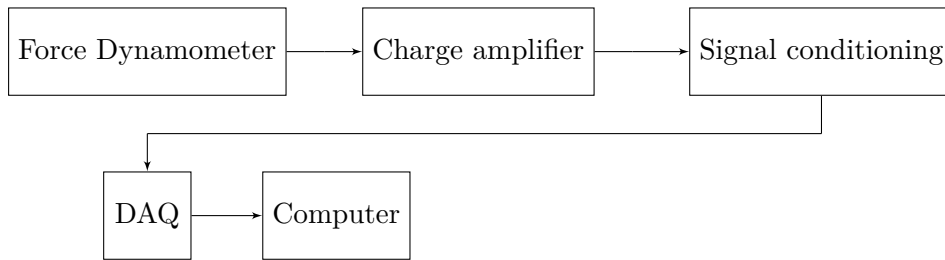 Force Dynamometer
Charge amplifier
Signal conditioning
DAQ
Computer